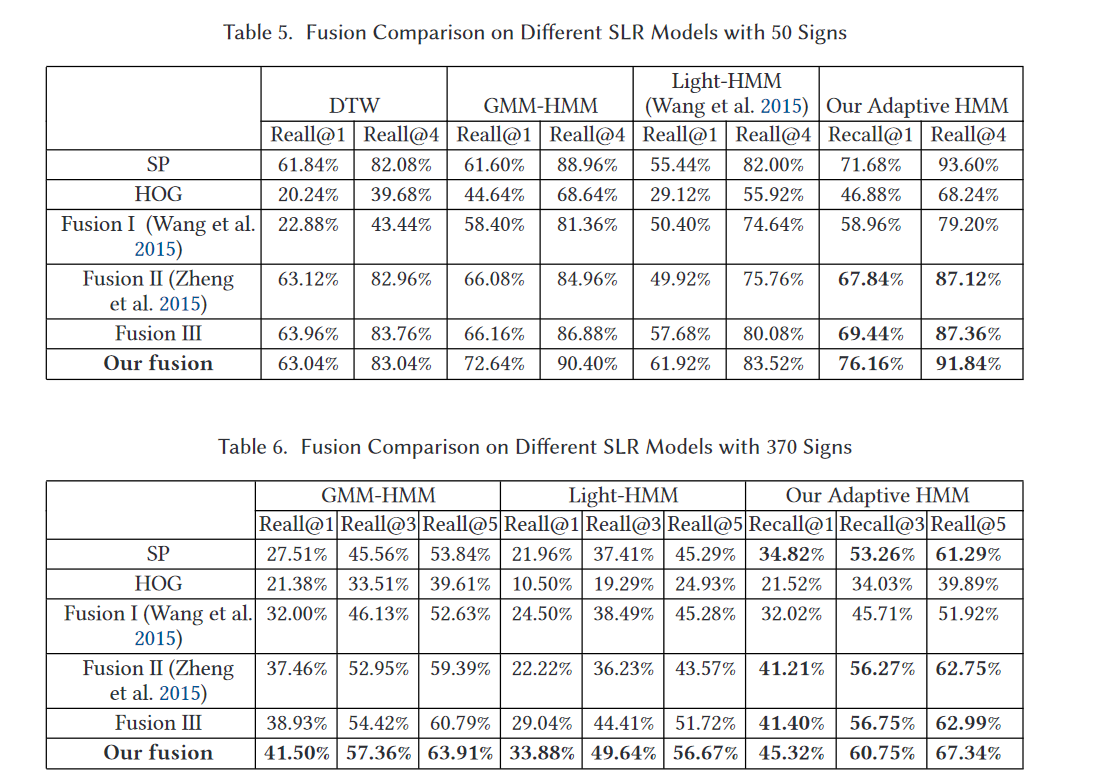 Table 5. Fusion Comparison on Different SLR Models with 50 Signs
DTW GMM-HMM Light-HMM (Wang et al. 2015) Our Adaptive HMM
Reall@1 Reall@4 Reall@1 Reall@4 Reall@1 Reall@4 Recall@1 Reall@4
SP 61.84% 82.08% 61.60% 88.96% 55.44% 82.00% 71.68% 93.60%
HOG 20.24% 39.68% 44.64% 68.64% 29.12% 55.92% 46.88% 68.24%
Fusion I (Wang et al. 2015) 22.88% 43.44% 58.40% 81.36% 50.40% 74.64% 58.96% 79.20%
Fusion II (Zheng et al. 2015) 63.12% 82.96% 66.08% 84.96% 49.92% 75.76% 67.84% 87.12%
Fusion III 63.96% 83.76% 66.16% 86.88% 57.68% 80.08% 69.44% 87.36%
Our fusion 63.04% 83.04% 72.64% 90.40% 61.92% 83.52% 76.16% 91.84%
Table 6. Fusion Comparison on Different SLR Models with 370 Signs
GMM-HMM Light-HMM Our Adaptive HMM
Reall@1 Reall@3 Reall@5 Reall@1 Reall@3 Reall@5 Recall@1 Recall@3 Reall@5
SP 27.51% 45.56% 53.84% 21.96% 37.41% 45.29% 34.82% 53.26% 61.29%
HOG 21.38% 33.51% 39.61% 10.50% 19.29% 24.93% 21.52% 34.03% 39.89%
Fusion I (Wang et al. 2015) 32.00% 46.13% 52.63% 24.50% 38.49% 45.28% 32.02% 45.71% 51.92%
Fusion II (Zheng et al. 2015) 37.46% 52.95% 59.39% 22.22% 36.23% 43.57% 41.21% 56.27% 62.75%
Fusion III 38.93% 54.42% 60.79% 29.04% 44.41% 51.72% 41.40% 56.75% 62.99%
Our fusion 41.50% 57.36% 63.91% 33.88% 49.64% 56.67% 45.32% 60.75% 67.34%